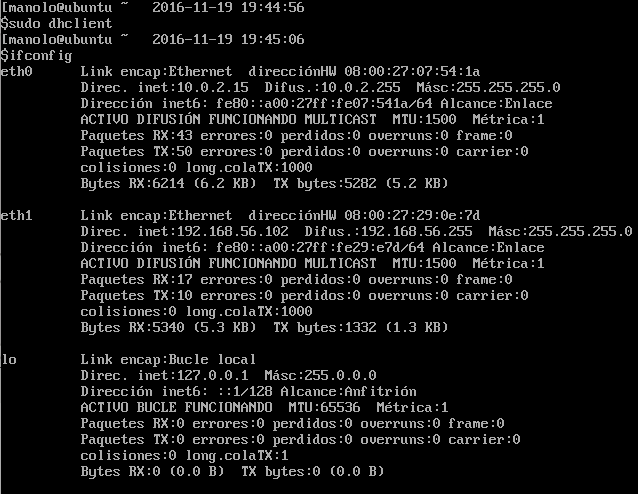 [manolo@ubuntu ~   2016-11-19 19:44:56
$sudo dhclient
[manolo@ubuntu ~   2016-11-19 19:45:06
$ifconfig
eth0      Link encap:Ethernet  direcciónHW 08:00:27:07:54:1a
          Direc. inet:10.0.2.15  Difus.:10.0.2.255  Másc:255.255.255.0
          Dirección inet6: fe80::a00:27ff:fe07:541a/64 Alcance:Enlace
          ACTIVO DIFUSIÓN FUNCIONANDO MULTICAST  MTU:1500  Métrica:1
          Paquetes RX:43 errores:0 perdidos:0 overruns:0 frame:0
          Paquetes TX:50 errores:0 perdidos:0 overruns:0 carrier:0
          colisiones:0 long.colaTX:1000
          Bytes RX:6214 (6.2 KB)  TX bytes:5282 (5.2 KB)
eth1      Link encap:Ethernet  direcciónHW 08:00:27:29:0e:7d
          Direc. inet:192.168.56.102  Difus.:192.168.56.255  Másc:255.255.255.0
          Dirección inet6: fe80::a00:27ff:fe29:e7d/64 Alcance:Enlace
          ACTIVO DIFUSIÓN FUNCIONANDO MULTICAST  MTU:1500  Métrica:1
          Paquetes RX:17 errores:0 perdidos:0 overruns:0 frame:0
          Paquetes TX:10 errores:0 perdidos:0 overruns:0 carrier:0
          colisiones:0 long.colaTX:1000
          Bytes RX:5340 (5.3 KB)  TX bytes:1332 (1.3 KB)
lo        Link encap:Bucle local
          Direc. inet:127.0.0.1  Másc:255.0.0.0
          Dirección inet6: ::1/128 Alcance:Anfitrión
          ACTIVO BUCLE FUNCIONANDO  MTU:65536  Métrica:1
          Paquetes RX:0 errores:0 perdidos:0 overruns:0 frame:0
          Paquetes TX:0 errores:0 perdidos:0 overruns:0 carrier:0
          colisiones:0 long.colaTX:1
          Bytes RX:0 (0.0 B)  TX bytes:0 (0.0 B)